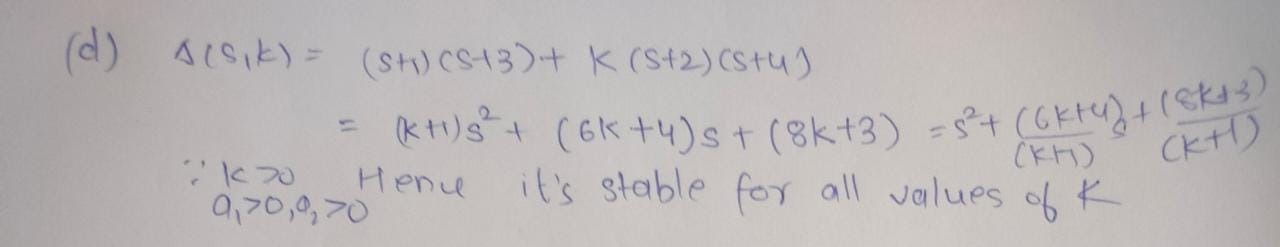 (d) Δ(s,k) = (s+1)(s+3) + K(s+2)(s+4)
= (k+1)s² + (6k+4)s + (8k+3) = s² + (6k+4)/(k+1) s + (8k+3)/(k+1)
∵ k>0 Hence it's stable for all values of K
a₁>0, a₂>0